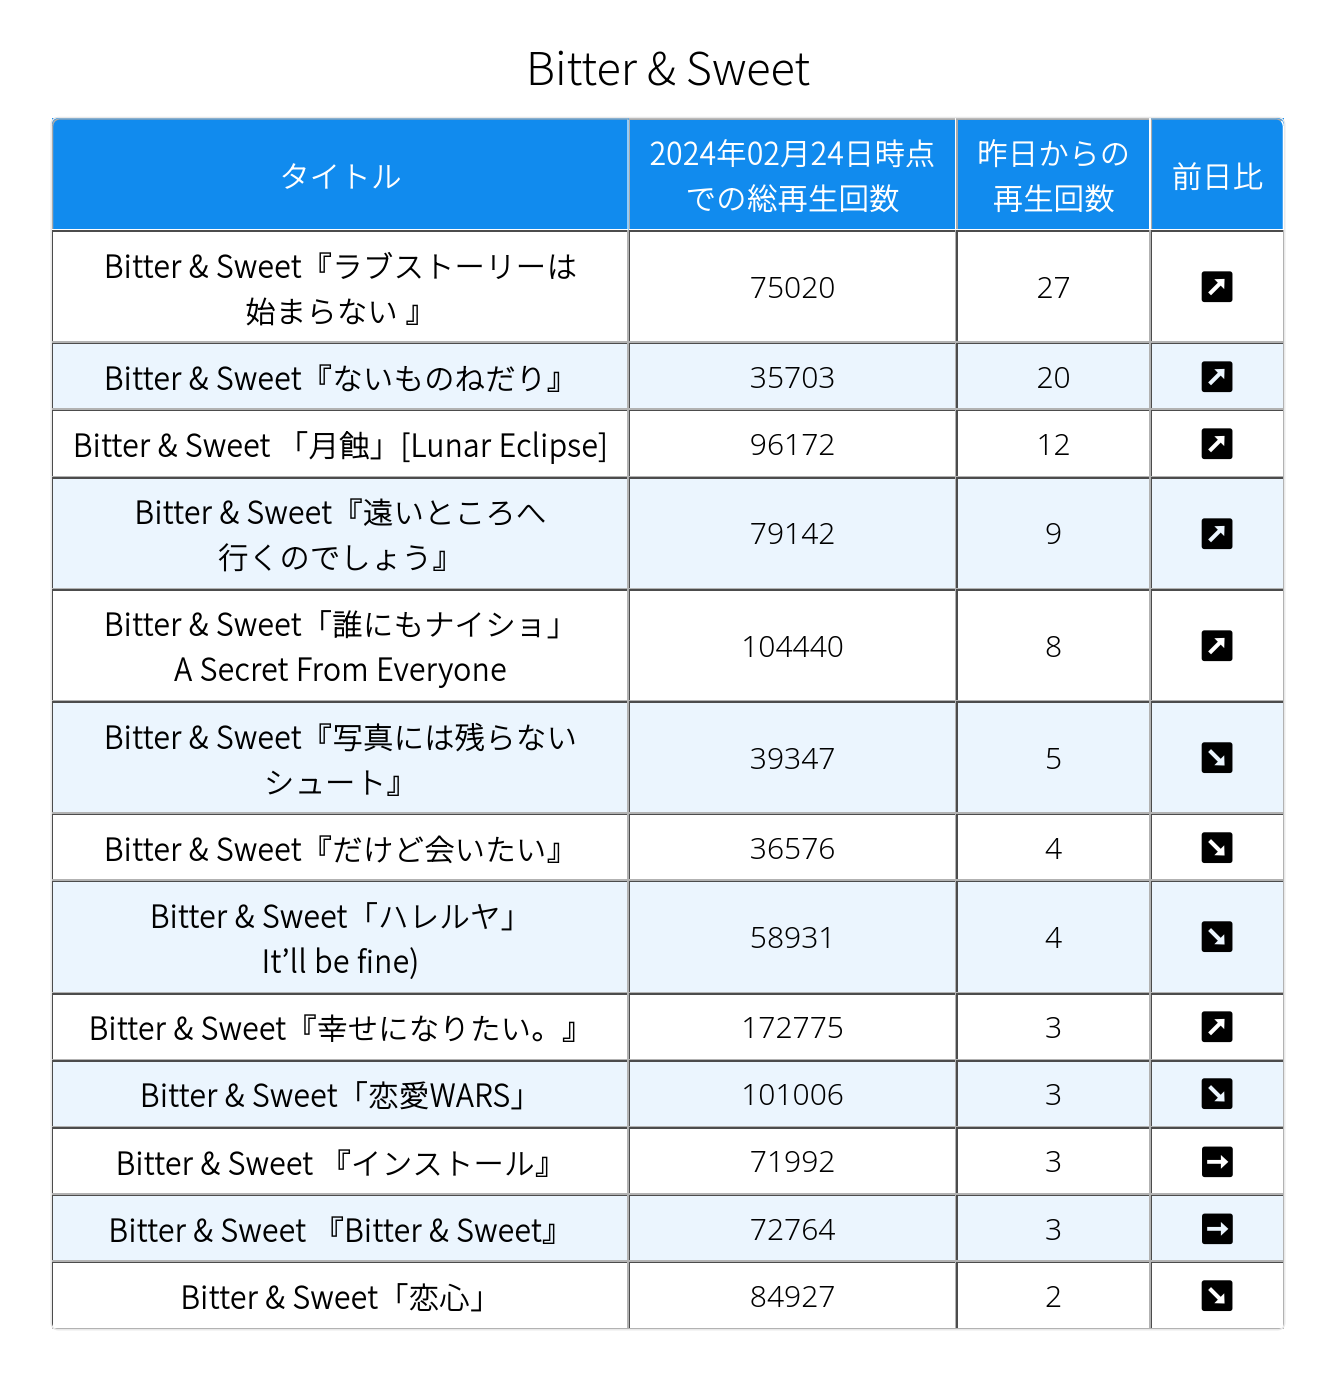 Bitter & Sweet
タイトル
2024年02月24日時点
での総再生回数
昨日からの
再生回数
前日比
Bitter & Sweet『ラブストーリーは
始まらない 』
75020
27
↗
Bitter & Sweet『ないものねだり』
35703
20
↗
Bitter & Sweet 「月蝕」[Lunar Eclipse]
96172
12
↗
Bitter & Sweet『遠いところへ
行くのでしょう』
79142
9
↗
Bitter & Sweet「誰にもナイショ」
A Secret From Everyone
104440
8
↗
Bitter & Sweet『写真には残らない
シュート』
39347
5
↘
Bitter & Sweet『だけど会いたい』
36576
4
↘
Bitter & Sweet「ハレルヤ」
It’ll be fine)
58931
4
↘
Bitter & Sweet『幸せになりたい。』
172775
3
↗
Bitter & Sweet「恋愛WARS」
101006
3
↘
Bitter & Sweet 『インストール』
71992
3
→
Bitter & Sweet 『Bitter & Sweet』
72764
3
→
Bitter & Sweet「恋心」
84927
2
↘